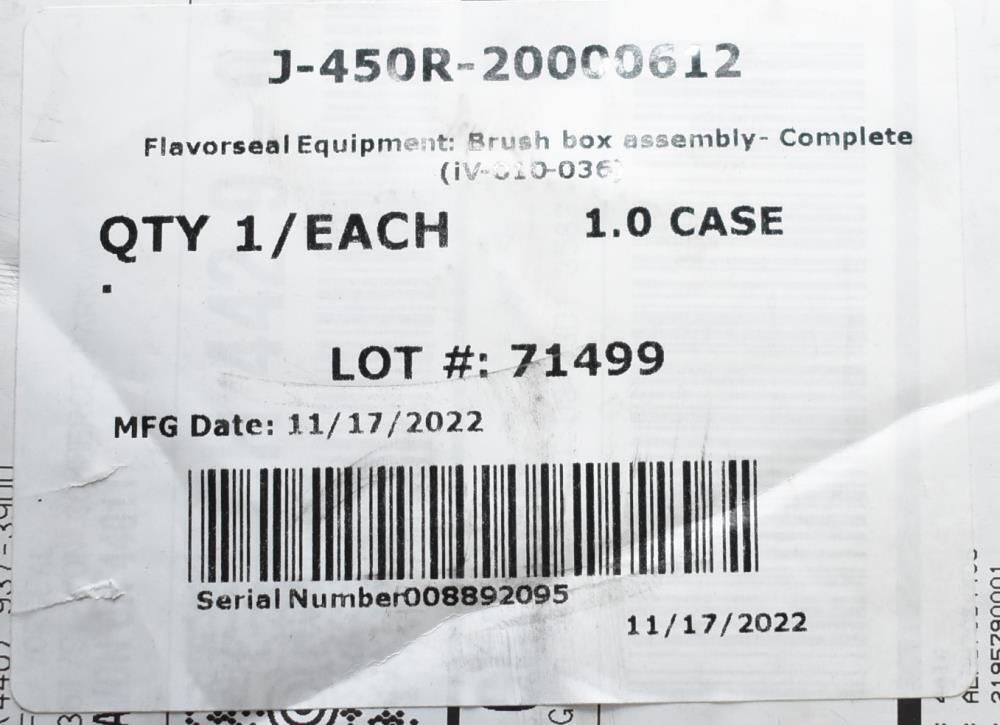 J-450R-20000612
Flavorseal Equipment: Brush box assembly- Complete
(iV-010-036)
QTY 1/EACH 1.0 CASE
.
LOT #: 71499
MFG Date: 11/17/2022
Serial Number008892095
11/17/2022